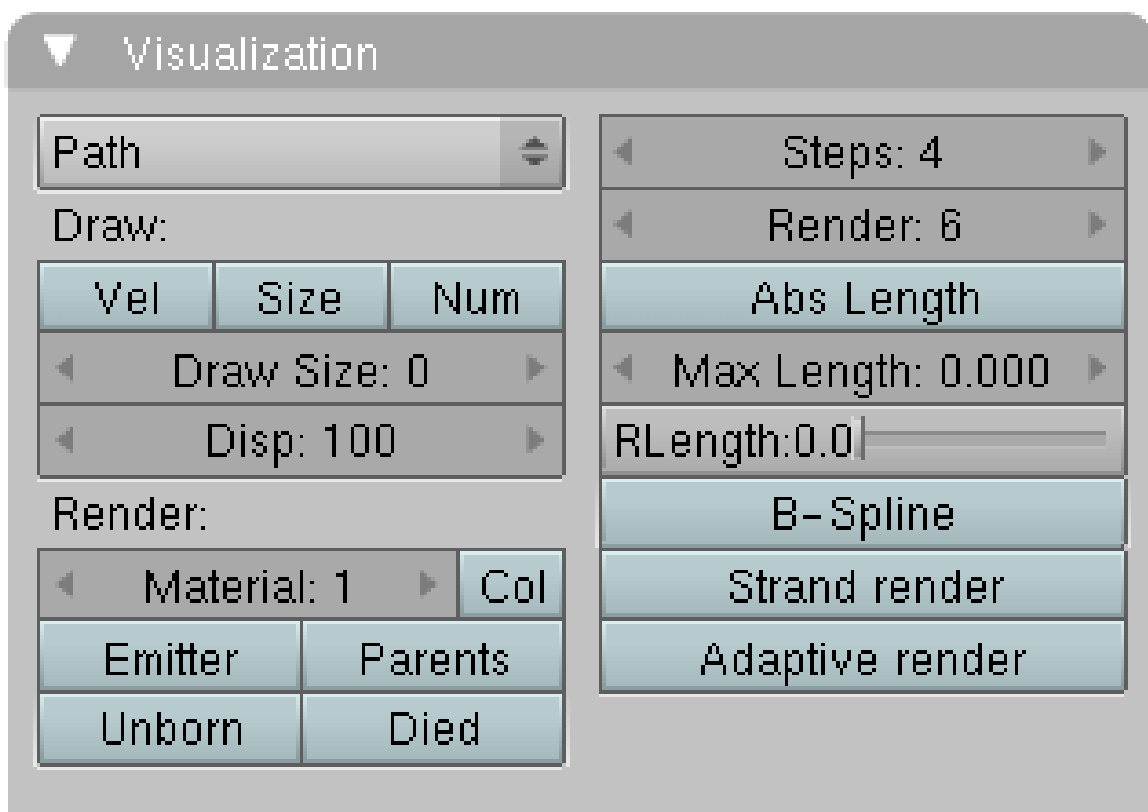 Visualization
Path
Draw:
Vel Size Num
Draw Size: 0
Disp: 100
Render:
Material: 1 Col
Emitter Parents
Unborn Died
Steps: 4
Render: 6
Abs Length
Max Length: 0.000
RLength:0.0
B-Spline
Strand render
Adaptive render